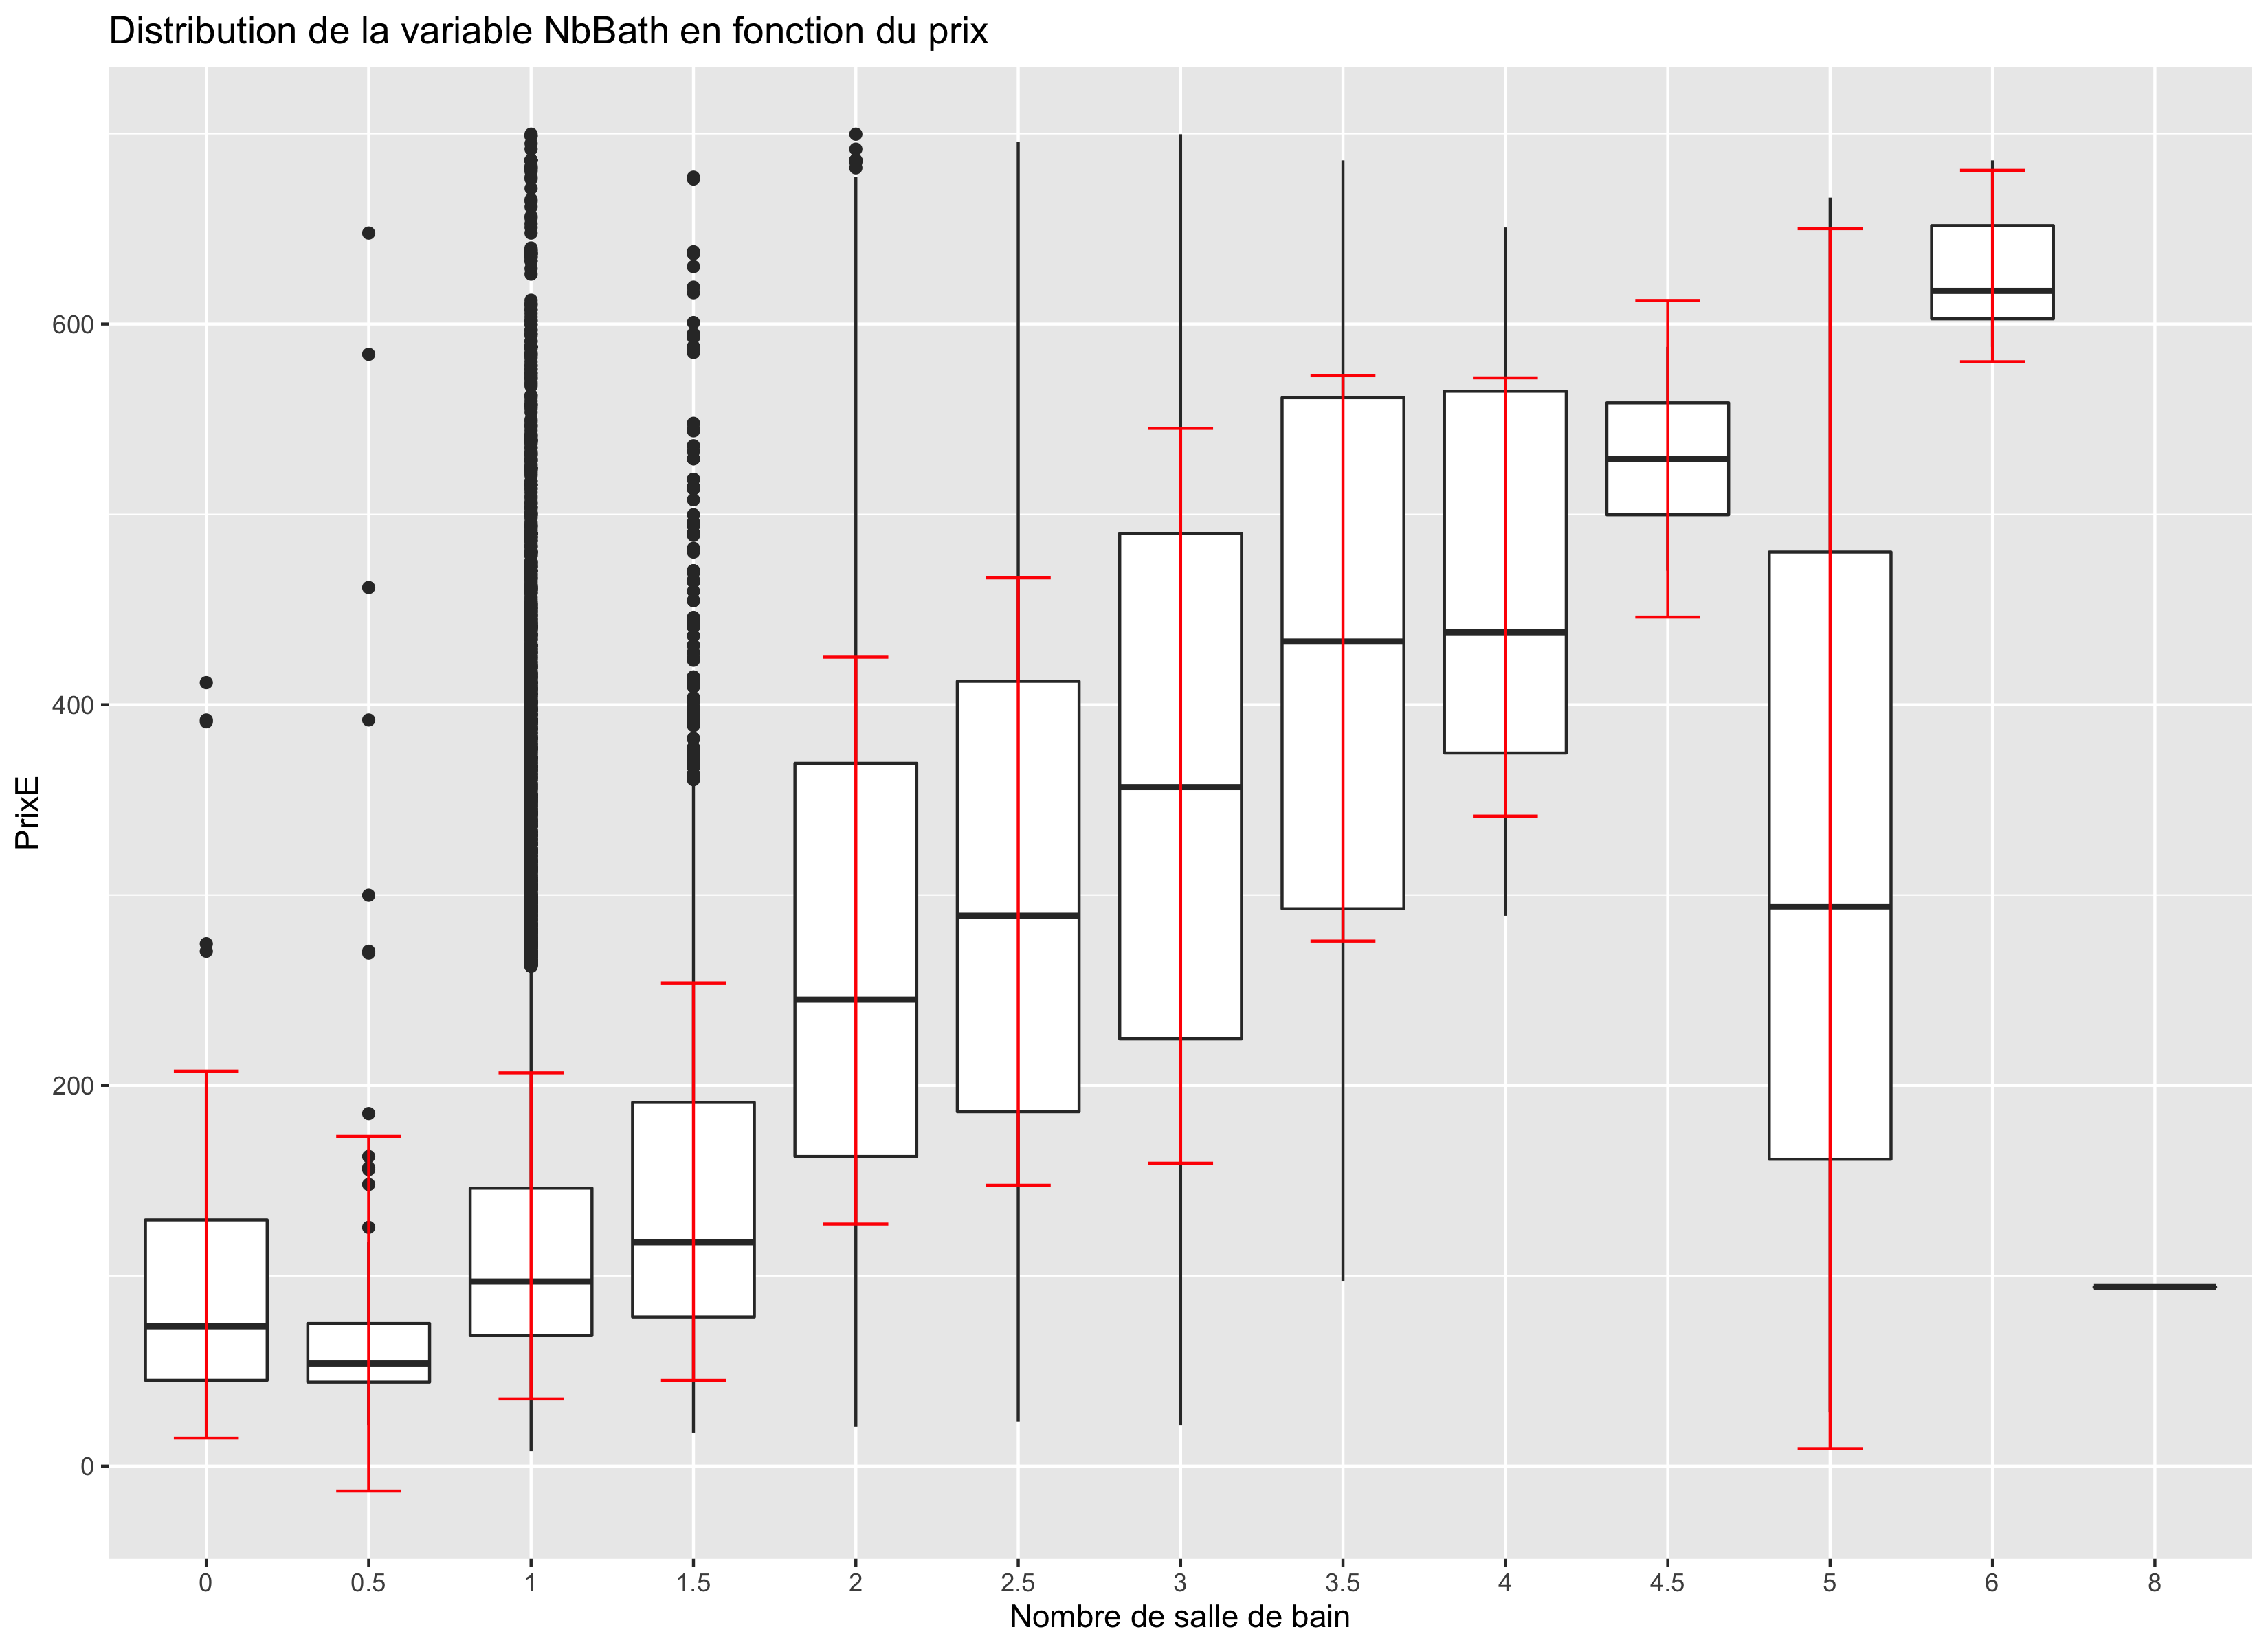 Distribution de la variable NbBath en fonction du prix
PrixE
600
400
200
0
0 0.5 1 1.5 2 2.5 3 3.5 4 4.5 5 6 8
Nombre de salle de bain